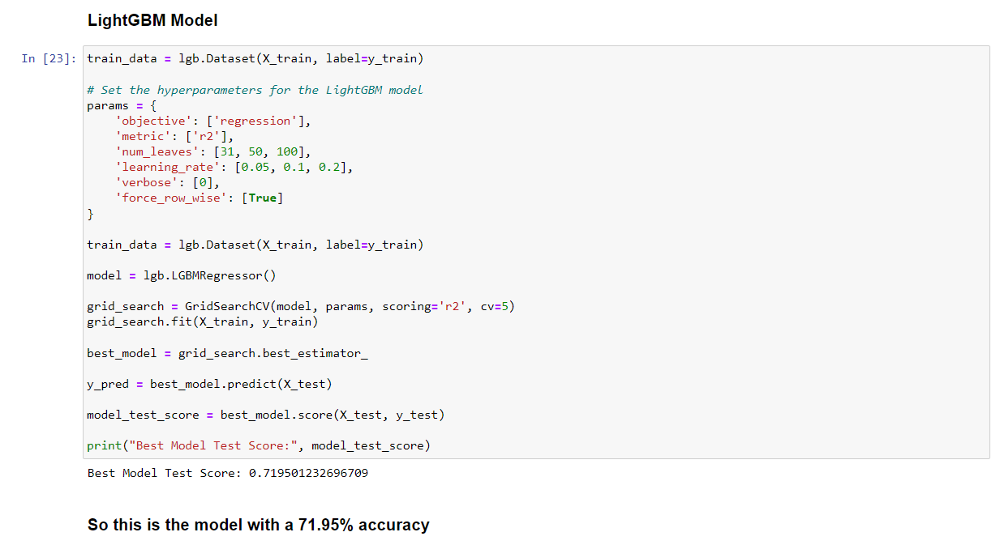 LightGBM Model
In [23]: train_data = lgb.Dataset(X_train, label=y_train)
# Set the hyperparameters for the LightGBM model
params = {
    'objective': ['regression'],
    'metric': ['r2'],
    'num_leaves': [31, 50, 100],
    'learning_rate': [0.05, 0.1, 0.2],
    'verbose': [0],
    'force_row_wise': [True]
}
train_data = lgb.Dataset(X_train, label=y_train)
model = lgb.LGBMRegressor()
grid_search = GridSearchCV(model, params, scoring='r2', cv=5)
grid_search.fit(X_train, y_train)
best_model = grid_search.best_estimator_
y_pred = best_model.predict(X_test)
model_test_score = best_model.score(X_test, y_test)
print("Best Model Test Score:", model_test_score)
Best Model Test Score: 0.719501232696709
So this is the model with a 71.95% accuracy